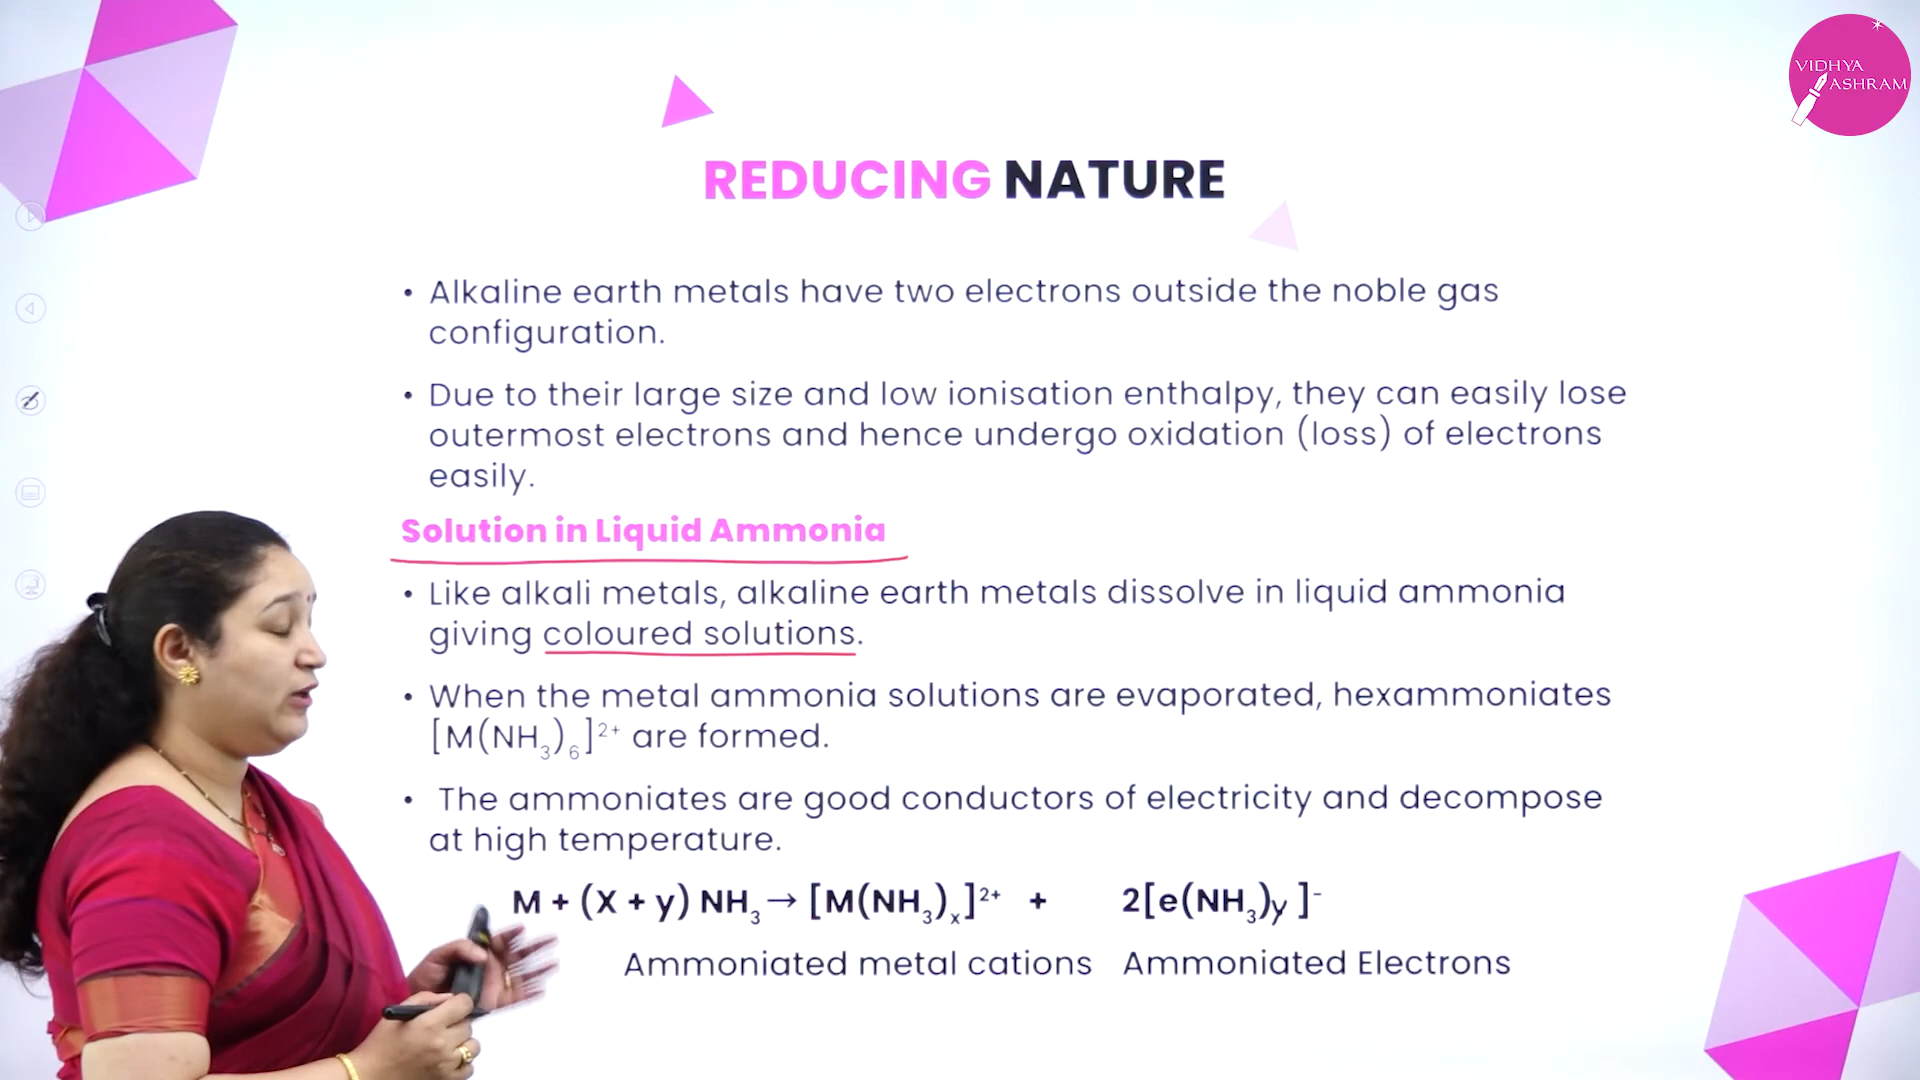 VIDHYA
ASHRAM
REDUCING NATURE
• Alkaline earth metals have two electrons outside the noble gas
configuration.
• Due to their large size and low ionisation enthalpy, they can easily lose
outermost electrons and hence undergo oxidation (loss) of electrons
easily.
Solution in Liquid Ammonia
• Like alkali metals, alkaline earth metals dissolve in liquid ammonia
giving coloured solutions.
• When the metal ammonia solutions are evaporated, hexammoniates
[M(NH₃)₆]²⁺ are formed.
• The ammoniates are good conductors of electricity and decompose
at high temperature.
M + (X + y) NH₃ → [M(NH₃)ₓ]²⁺ + 2[e(NH₃)y ]⁻
Ammoniated metal cations Ammoniated Electrons